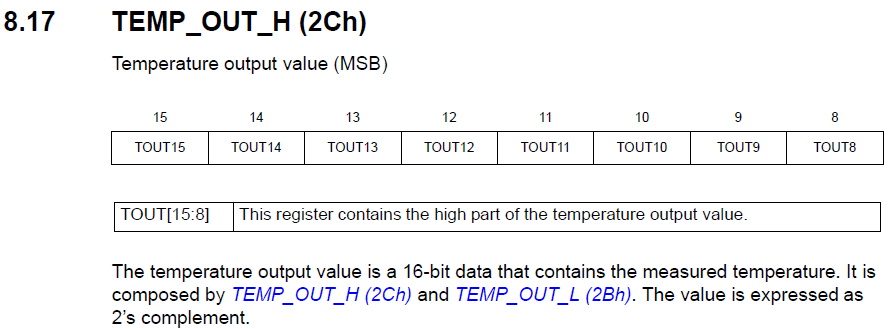 8.17 TEMP_OUT_H (2Ch)
Temperature output value (MSB)
15 14 13 12 11 10 9 8
TOUT15 TOUT14 TOUT13 TOUT12 TOUT11 TOUT10 TOUT9 TOUT8
TOUT[15:8] This register contains the high part of the temperature output value.
The temperature output value is a 16-bit data that contains the measured temperature. It is
composed by TEMP_OUT_H (2Ch) and TEMP_OUT_L (2Bh). The value is expressed as
2’s complement.